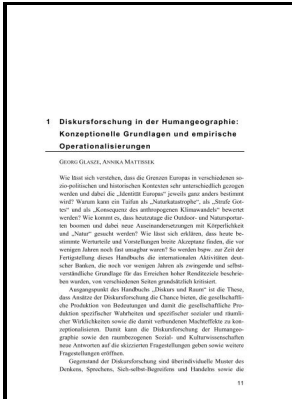 1 Diskursforschung in der Humangeographie:
Konzeptionelle Grundlagen und empirische
Operationalisierungen
GEORG GLASZE, ANNIKA MATTISSEK
Wie lässt sich verstehen, dass die Grenzen Europas in verschiedenen so-
zio-politischen und historischen Kontexten sehr unterschiedlich gezogen
werden und dabei die „Identität Europas“ jeweils ganz anders bestimmt
wird? Warum kann ein Taifun als „Naturkatastrophe“, als „Strafe Got-
tes“ und als „Konsequenz des anthropogenen Klimawandels“ bewertet
werden? Wie kommt es, dass heutzutage die Outdoor- und Natursportar-
ten boomen und dabei neue Auseinandersetzungen mit Körperlichkeit
und „Natur“ gesucht werden? Wie lässt sich erklären, dass heute be-
stimmte Werturteile und Vorstellungen breite Akzeptanz finden, die vor
wenigen Jahren noch fast unsagbar waren? So werden bspw. zur Zeit der
Fertigstellung dieses Handbuchs die internationalen Aktivitäten deut-
scher Banken, die noch vor wenigen Jahren als zwingende und selbst-
verständliche Grundlage für das Erreichen hoher Renditeziele beschrie-
ben wurden, von verschiedenen Seiten grundsätzlich kritisiert.
Ausgangspunkt des Handbuchs „Diskurs und Raum“ ist die These,
dass Ansätze der Diskursforschung die Chance bieten, die gesellschaftli-
che Produktion von Bedeutungen und damit die gesellschaftliche Pro-
duktion spezifischer Wahrheiten und spezifischer sozialer und räumli-
cher Wirklichkeiten sowie die damit verbundenen Machteffekte zu kon-
zeptionalisieren. Damit kann die Diskursforschung der Humangeo-
graphie sowie den raumbezogenen Sozial- und Kulturwissenschaften
neue Antworten auf die skizzierten Fragestellungen geben sowie weitere
Fragestellungen eröffnen.
Gegenstand der Diskursforschung sind überindividuelle Muster des
Denkens, Sprechens, Sich-selbst-Begreifens und Handelns sowie die
11